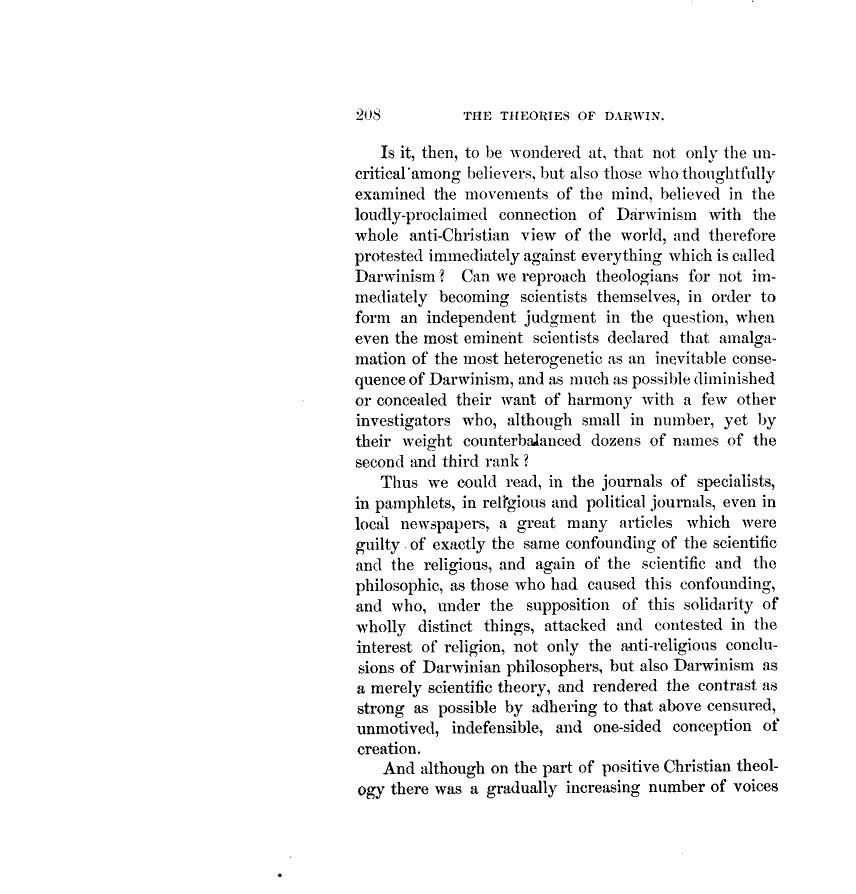 208 THE THEORIES OF DARWIN.
Is it, then, to be wondered at, that not only the un-
critical among believers, but also those who thoughtfully
examined the movements of the mind, believed in the
loudly-proclaimed connection of Darwinism with the
whole anti-Christian view of the world, and therefore
protested immediately against everything which is called
Darwinism? Can we reproach theologians for not im-
mediately becoming scientists themselves, in order to
form an independent judgment in the question, when
even the most eminent scientists declared that amalga-
mation of the most heterogenetic as an inevitable conse-
quence of Darwinism, and as much as possible diminished
or concealed their want of harmony with a few other
investigators who, although small in number, yet by
their weight counterbalanced dozens of names of the
second and third rank?
Thus we could read, in the journals of specialists,
in pamphlets, in religious and political journals, even in
local newspapers, a great many articles which were
guilty of exactly the same confounding of the scientific
and the religious, and again of the scientific and the
philosophic, as those who had caused this confounding,
and who, under the supposition of this solidarity of
wholly distinct things, attacked and contested in the
interest of religion, not only the anti-religious conclu-
sions of Darwinian philosophers, but also Darwinism as
a merely scientific theory, and rendered the contrast as
strong as possible by adhering to that above censured,
unmotived, indefensible, and one-sided conception of
creation.
And although on the part of positive Christian theol-
ogy there was a gradually increasing number of voices